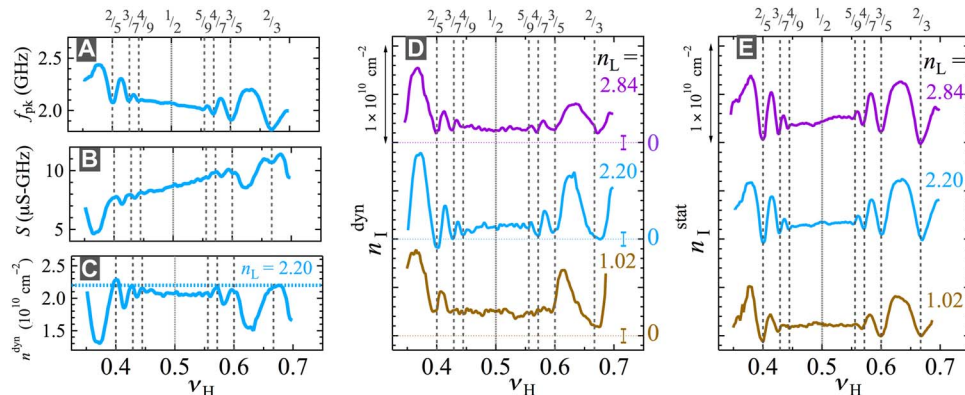 2/5 3/7 4/9 1/2 5/9 4/7 3/5 2/3
A
f_pk (GHz)
2.5
2.0
B
S (μS-GHz)
10
5
C
n_L = 2.20
n^dyn (10^10 cm^-2)
2.5
2.0
1.5
0.4 0.5 0.6 0.7
ν_H
2/5 3/7 4/9 1/2 5/9 4/7 3/5 2/3
D
n_L =
1 × 10^10 cm^-2
2.84
0
2.20
0
1.02
0
n_I^dyn
0.4 0.5 0.6 0.7
ν_H
2/5 3/7 4/9 1/2 5/9 4/7 3/5 2/3
E
n_L =
1 × 10^10 cm^-2
2.84
2.20
1.02
n_I^stat
0.4 0.5 0.6 0.7
ν_H